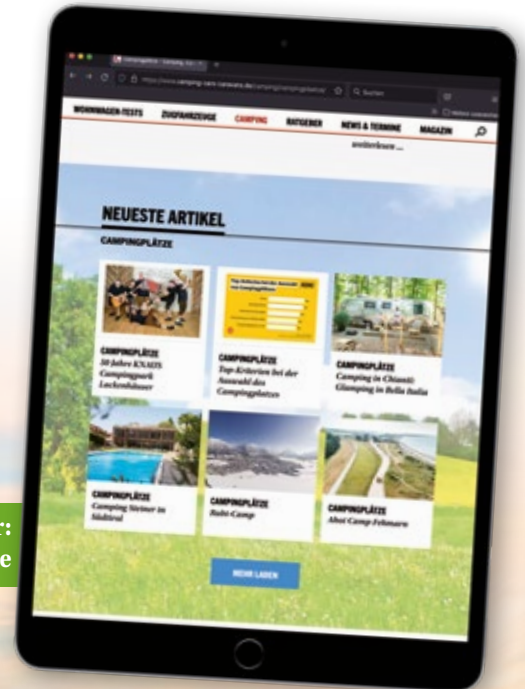 WOHNWAGEN-TESTS ZUGFAHRZEUGE CAMPING RATGEBER NEWS & TERMINE MAGAZIN
weiterlesen ...
NEUESTE ARTIKEL
CAMPINGPLÄTZE
CAMPINGPLÄTZE
50 Jahre KNAUS
Campingpark
Lackenhäuser
CAMPINGPLÄTZE
Top-Kriterien bei der
Auswahl des
Campingplatzes
CAMPINGPLÄTZE
Camping in Chianti:
Glamping in Bella Italia
CAMPINGPLÄTZE
Camping Steiner in
Südtirol
CAMPINGPLÄTZE
CAMPINGPLÄTZE
Ahoi Camp Fehmarn
MEHR LADEN
r:
e